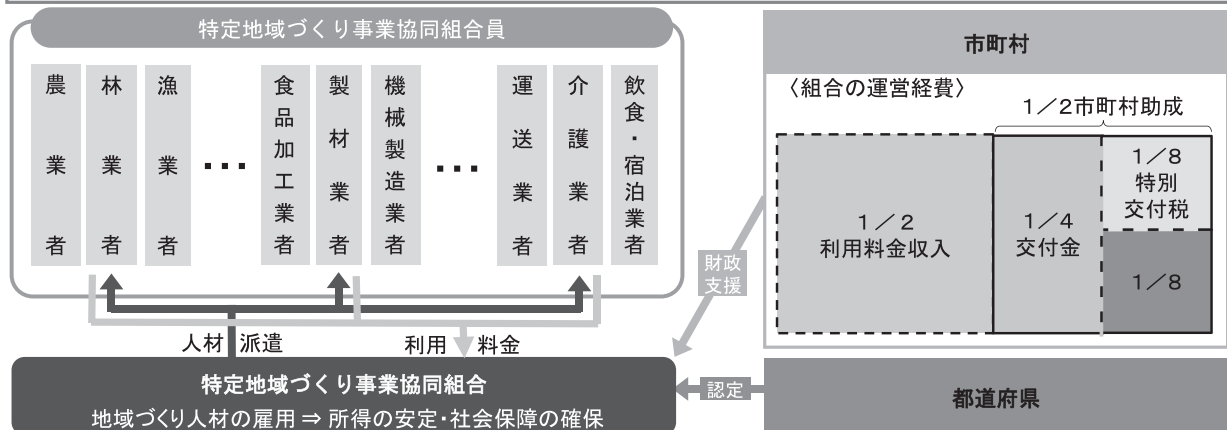 特定地域づくり事業協同組合員
農業者
林業者
漁業者
・・・
食品加工業者
製材業者
機械製造業者
・・・
運送業者
介護業者
飲食・宿泊業者
人材派遣
利用料金
特定地域づくり事業協同組合
地域づくり人材の雇用⇒所得の安定・社会保障の確保
市町村
〈組合の運営経費〉
1/2市町村助成
1/2
利用料金収入
1/4
交付金
1/8
特別
交付税
1/8
財政
支援
認定
都道府県